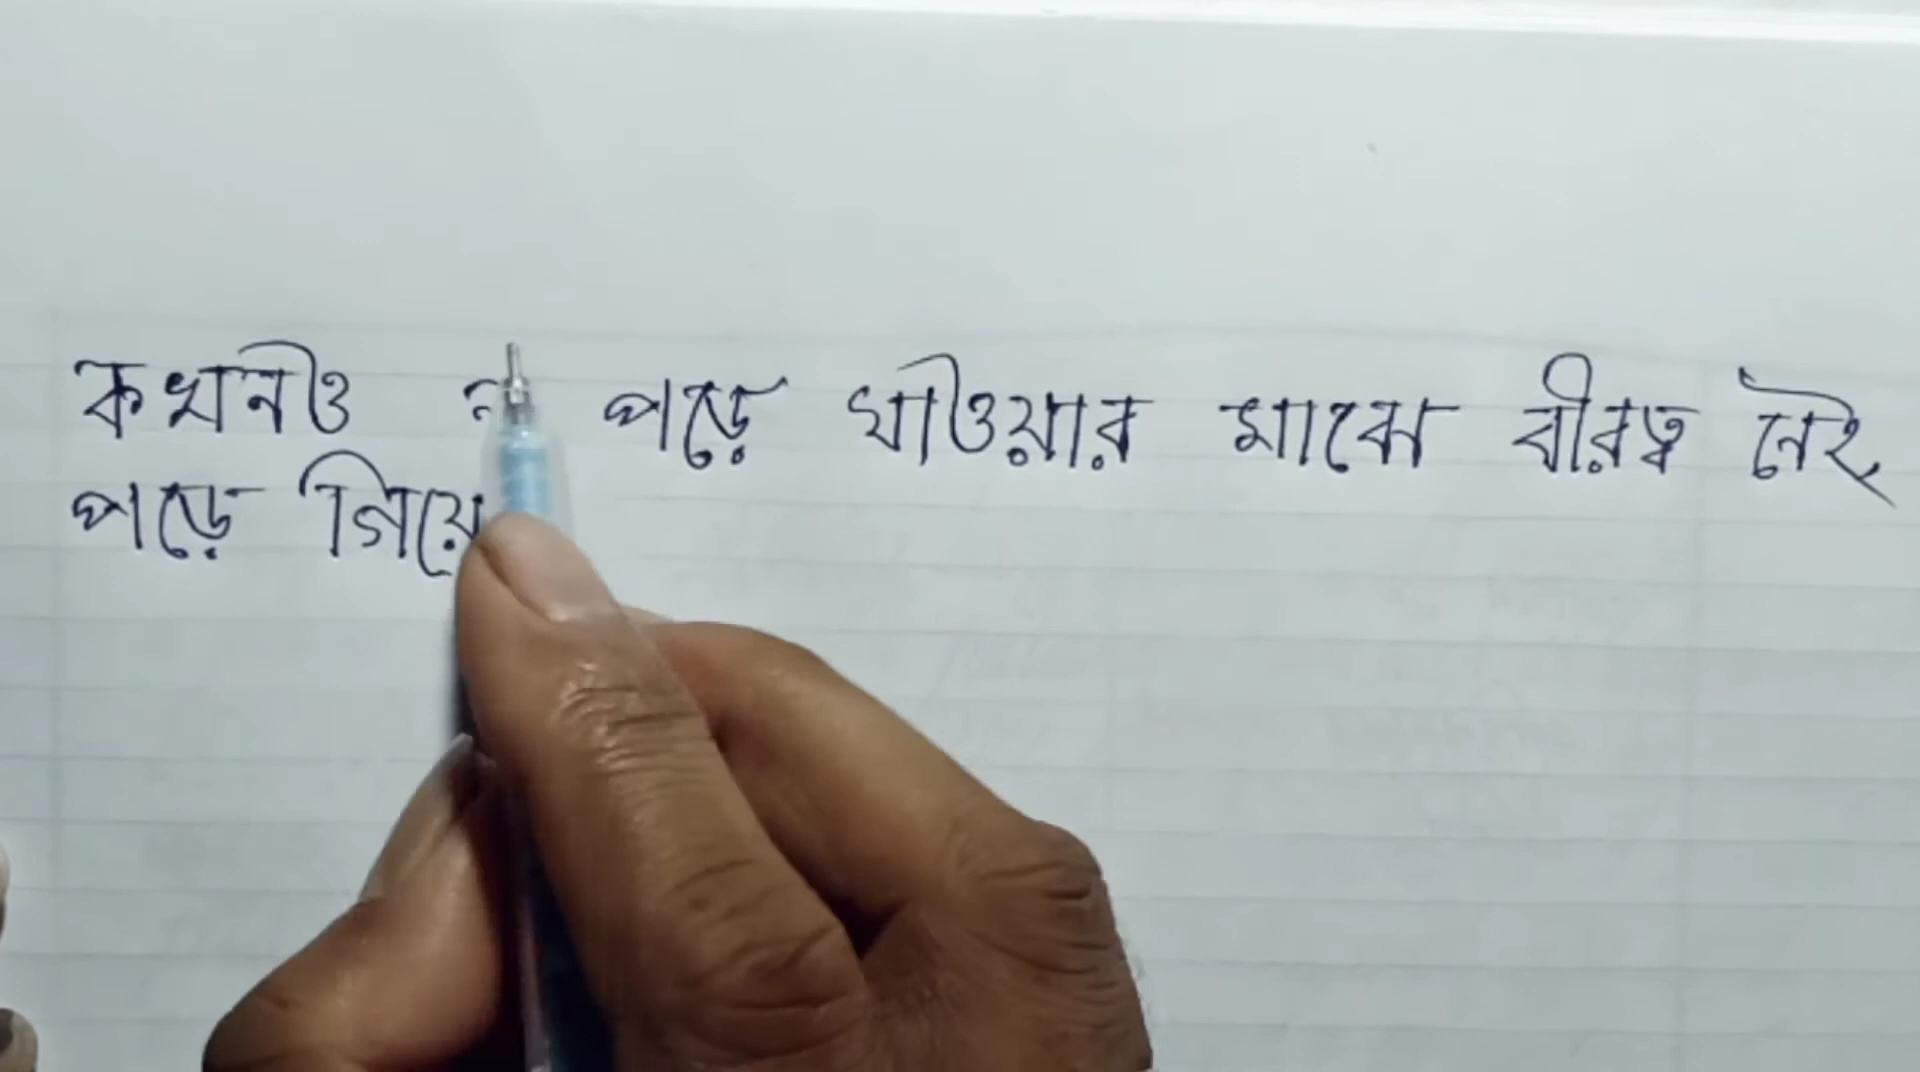 কখনও পড়ে যাওয়ার মাঝে বীরত্ব নেই
পড়ে গিয়ে